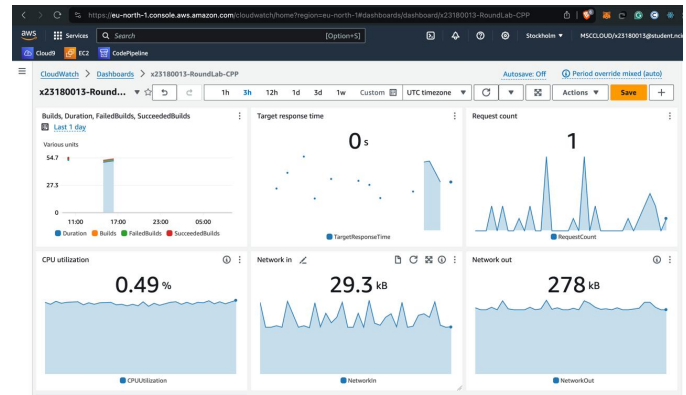 https://eu-north-1.console.aws.amazon.com/cloudwatch/home?region=eu-north-1#dashboards/dashboard/x23180013-RoundLab-CPP
aws Services Search [Option+S] Stockholm MSCCLOUD/x23180013@student.nci
Cloud9 EC2 CodePipeline
CloudWatch > Dashboards > x23180013-RoundLab-CPP Autosave: Off Period override mixed (auto)
x23180013-Round... 1h 3h 12h 1d 3d 1w Custom UTC timezone Actions Save
Builds, Duration, FailedBuilds, SucceededBuilds
Last 1 day
Various units
54.7
27.3
0
11:00 17:00 23:00 05:00
Duration Builds FailedBuilds SucceededBuilds
Target response time
0 s
TargetResponseTime
Request count
1
RequestCount
CPU utilization
0.49 %
CPUUtilization
Network in
29.3 kB
NetworkIn
Network out
278 kB
NetworkOut